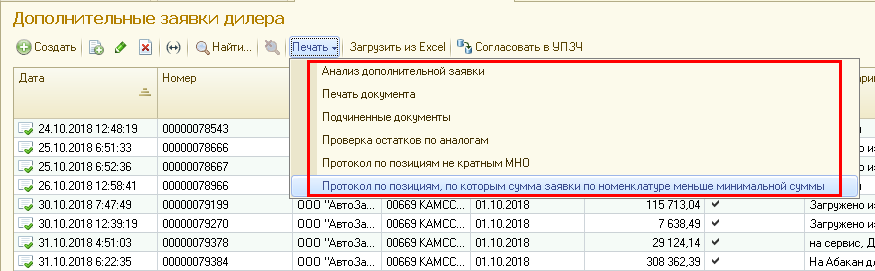 Дополнительные заявки дилера
Создать Найти... Печать Загрузить из Excel Согласовать в УПЗЧ
Дата Номер
Анализ дополнительной заявки
Печать документа
Подчиненные документы
Проверка остатков по аналогам
Протокол по позициям не кратным МНО
Протокол по позициям, по которым сумма заявки по номенклатуре меньше минимальной суммы
24.10.2018 12:48:19 00000078543
25.10.2018 6:51:33 00000078666
25.10.2018 6:52:36 00000078667
26.10.2018 12:58:41 00000078966
30.10.2018 7:47:49 00000079199 ООО "АвтоЗа... 00669 КАМСС... 01.10.2018 115 713,04 Загружено из
30.10.2018 12:39:19 00000079270 ООО "АвтоЗа... 00669 КАМСС... 01.10.2018 7 638,49 Загружено из
31.10.2018 4:51:03 00000079378 ООО "АвтоЗа... 00669 КАМСС... 01.10.2018 29 124,14 на сервис, Д
31.10.2018 6:22:35 00000079384 ООО "АвтоЗа... 00669 КАМСС... 01.10.2018 308 362,39 На Абакан дл